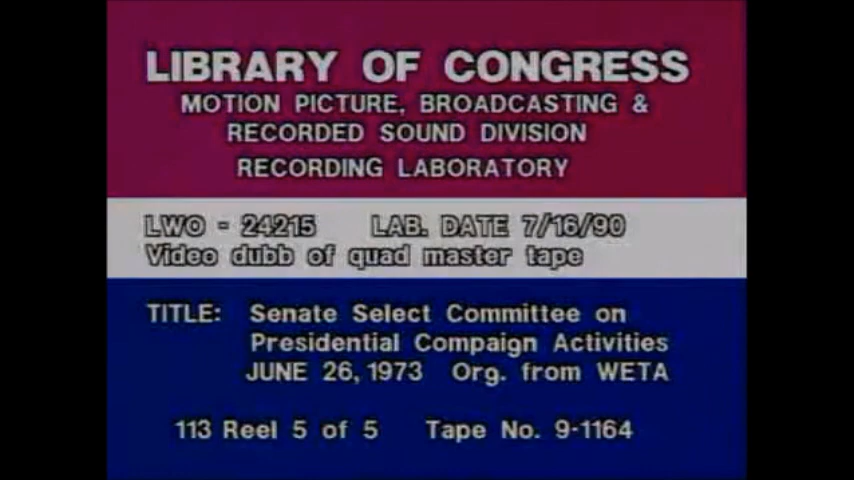 LIBRARY OF CONGRESS
MOTION PICTURE, BROADCASTING &
RECORDED SOUND DIVISION
RECORDING LABORATORY
LWO - 24215 LAB. DATE 7/16/90
Video dubb of quad master tape
TITLE: Senate Select Committee on
Presidential Compaign Activities
JUNE 26, 1973 Org. from WETA
113 Reel 5 of 5 Tape No. 9-1164